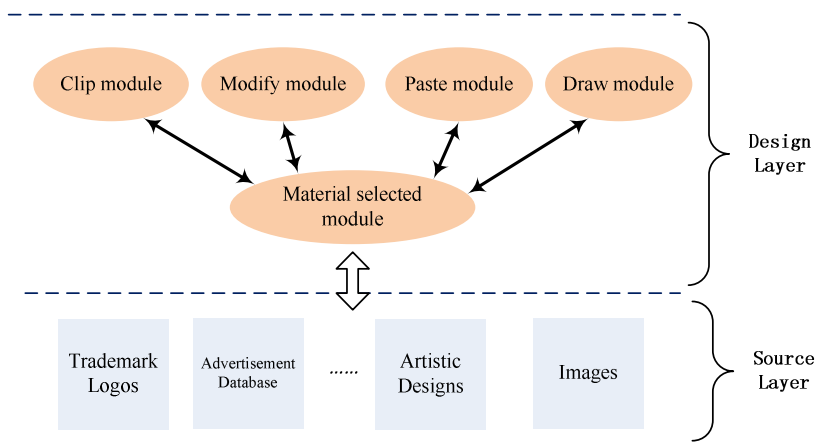 Clip module
Modify module
Paste module
Draw module
Material selected
module
Design
Layer
Trademark
Logos
Advertisement
Database
......
Artistic
Designs
Images
Source
Layer